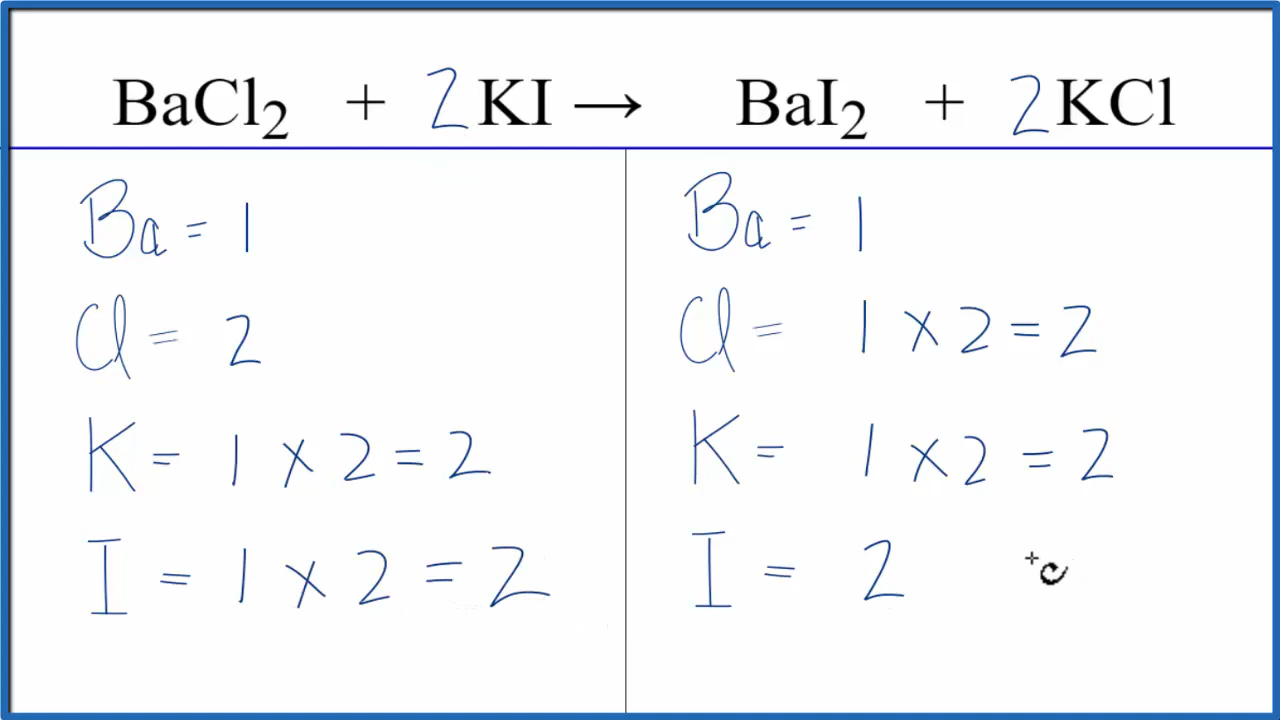 BaCl₂ + 2KI → BaI₂ + 2KCl
Ba = 1
Cl = 2
K = 1 x 2 = 2
I = 1 x 2 = 2
Ba = 1
Cl = 1 x 2 = 2
K = 1 x 2 = 2
I = 2